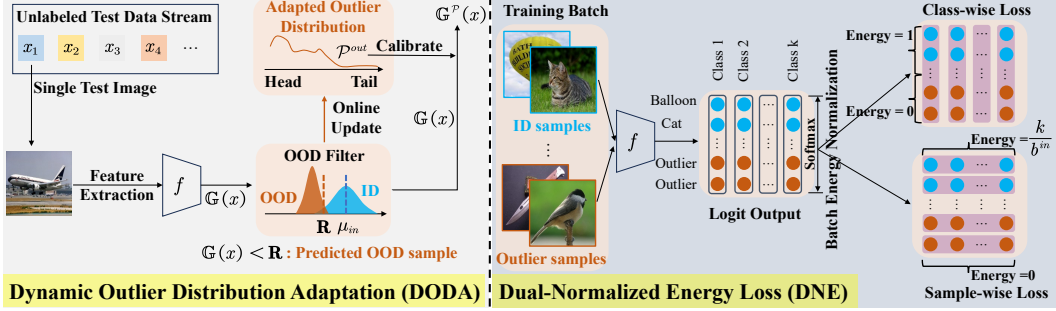 Unlabeled Test Data Stream
x₁ x₂ x₃ x₄ ...
Single Test Image
Feature
Extraction
f
𝔾(x)
Adapted Outlier
Distribution
𝒫ᵒᵘᵗ
Head Tail
Online
Update
OOD Filter
OOD ID
R μᵢₙ
𝔾(x) < R : Predicted OOD sample
𝔾^𝒫(x)
Calibrate
𝔾(x)
Dynamic Outlier Distribution Adaptation (DODA)
Training Batch
ID samples
⋮
Outlier samples
f
Class 1
Class 2
Class k
Balloon
Cat
Outlier
Outlier
...
Softmax
Logit Output
Batch Energy Normalization
Class-wise Loss
Energy = 1
Energy = 0
Energy = k/bⁱⁿ
Energy =0
Sample-wise Loss
Dual-Normalized Energy Loss (DNE)